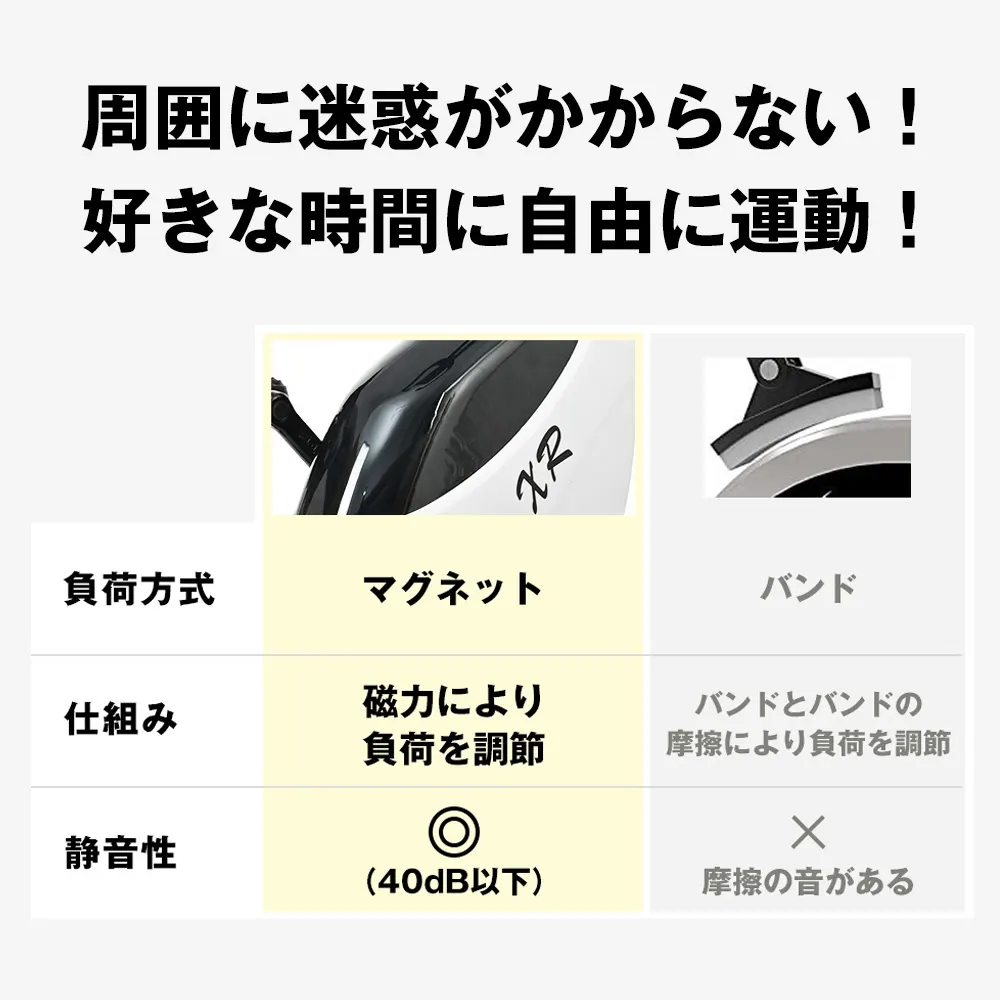 周囲に迷惑がかからない！
好きな時間に自由に運動！
XR
負荷方式
マグネット
バンド
仕組み
磁力により
負荷を調節
バンドとバンドの
摩擦により負荷を調節
静音性
◎
(40dB以下)
×
摩擦の音がある